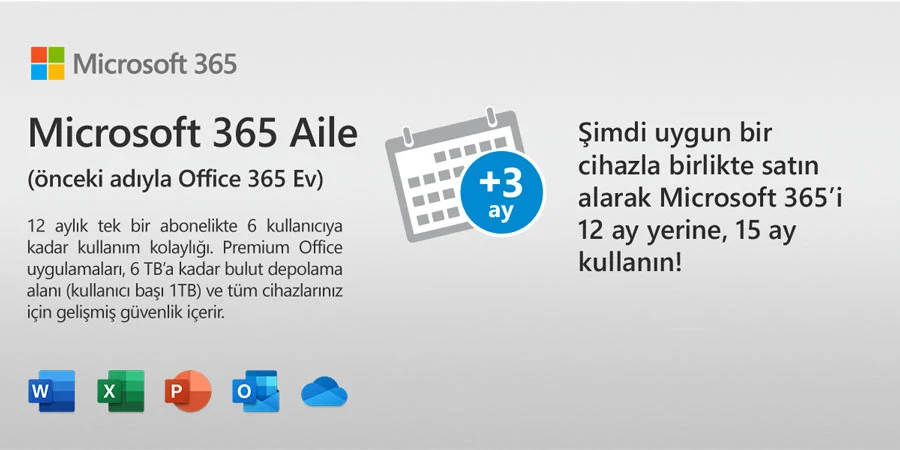 Microsoft 365
Microsoft 365 Aile
(önceki adıyla Office 365 Ev)
12 aylık tek bir abonelikte 6 kullanıcıya
kadar kullanım kolaylığı. Premium Office
uygulamaları, 6 TB'a kadar bulut depolama
alanı (kullanıcı başı 1TB) ve tüm cihazlarınız
için gelişmiş güvenlik içerir.
W X P O
+3
ay
Şimdi uygun bir
cihazla birlikte satın
alarak Microsoft 365’i
12 ay yerine, 15 ay
kullanın!